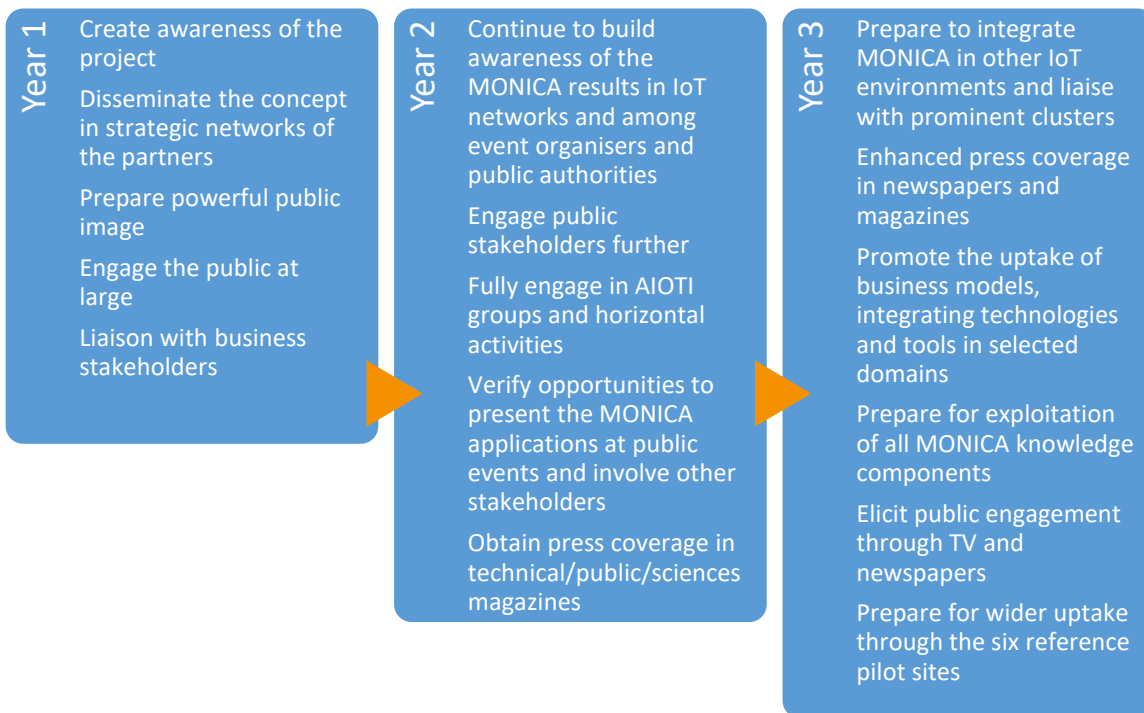 Year 1
Create awareness of the
project
Disseminate the concept
in strategic networks of
the partners
Prepare powerful public
image
Engage the public at
large
Liaison with business
stakeholders
Year 2
Continue to build
awareness of the
MONICA results in IoT
networks and among
event organisers and
public authorities
Engage public
stakeholders further
Fully engage in AIOTI
groups and horizontal
activities
Verify opportunities to
present the MONICA
applications at public
events and involve other
stakeholders
Obtain press coverage in
technical/public/sciences
magazines
Year 3
Prepare to integrate
MONICA in other IoT
environments and liaise
with prominent clusters
Enhanced press coverage
in newspapers and
magazines
Promote the uptake of
business models,
integrating technologies
and tools in selected
domains
Prepare for exploitation
of all MONICA knowledge
components
Elicit public engagement
through TV and
newspapers
Prepare for wider uptake
through the six reference
pilot sites